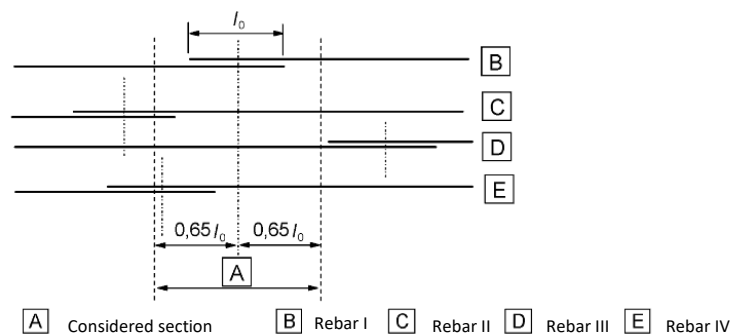 l₀
B
C
D
E
0,65 l₀ 0,65 l₀
A
A Considered section B Rebar I C Rebar II D Rebar III E Rebar IV